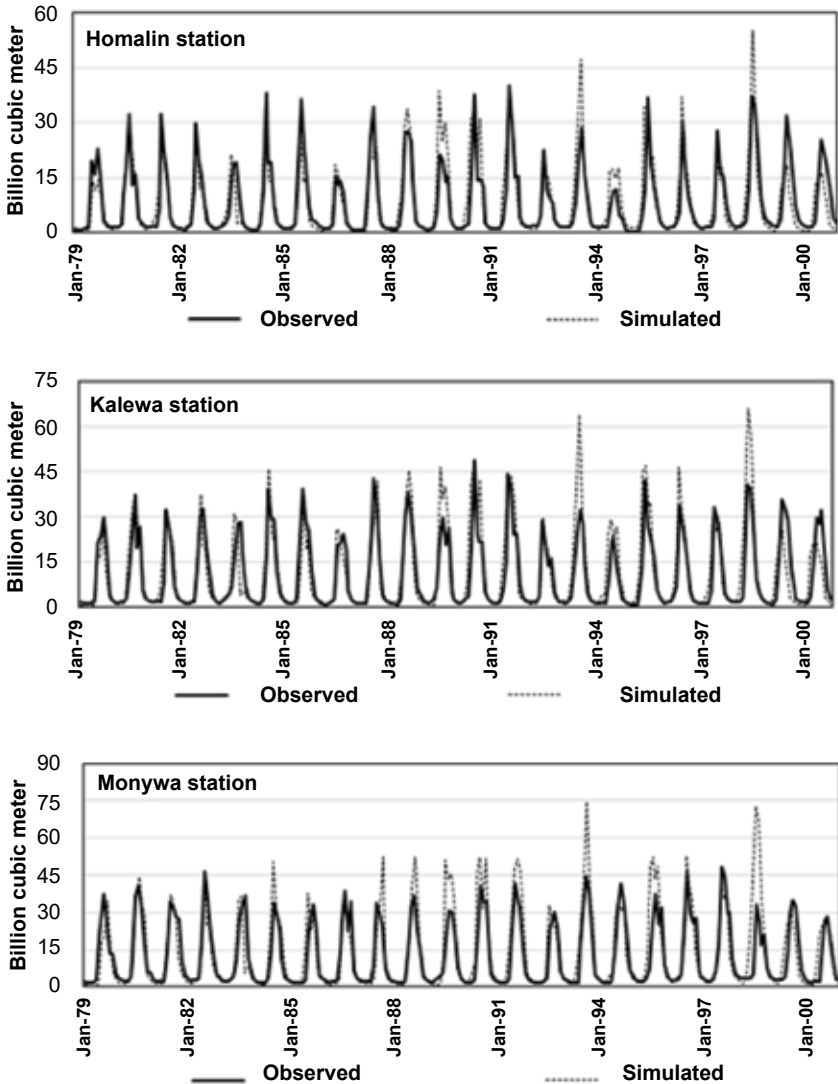 Homalin station
Billion cubic meter
60
45
30
15
0
Jan-79
Jan-82
Jan-85
Jan-88
Jan-91
Jan-94
Jan-97
Jan-00
Observed
Simulated
Kalewa station
Billion cubic meter
75
60
45
30
15
0
Jan-79
Jan-82
Jan-85
Jan-88
Jan-91
Jan-94
Jan-97
Jan-00
Observed
Simulated
Monywa station
Billion cubic meter
90
75
60
45
30
15
0
Jan-79
Jan-82
Jan-85
Jan-88
Jan-91
Jan-94
Jan-97
Jan-00
Observed
Simulated